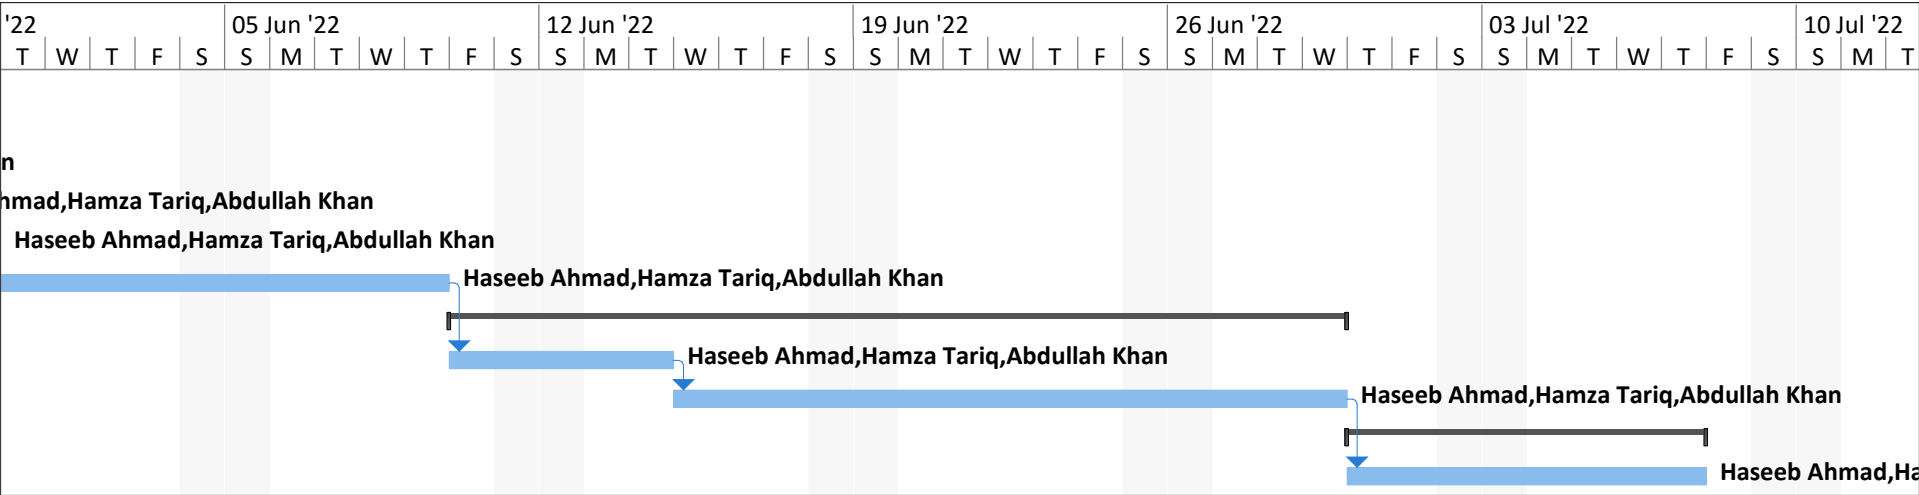 '22 05 Jun '22 12 Jun '22 19 Jun '22 26 Jun '22 03 Jul '22 10 Jul '22
T W T F S S M T W T F S S M T W T F S S M T W T F S S M T W T F S S M T W T F S S M T
n
hmad,Hamza Tariq,Abdullah Khan
Haseeb Ahmad,Hamza Tariq,Abdullah Khan
Haseeb Ahmad,Hamza Tariq,Abdullah Khan
Haseeb Ahmad,Hamza Tariq,Abdullah Khan
Haseeb Ahmad,Hamza Tariq,Abdullah Khan
Haseeb Ahmad,Ha